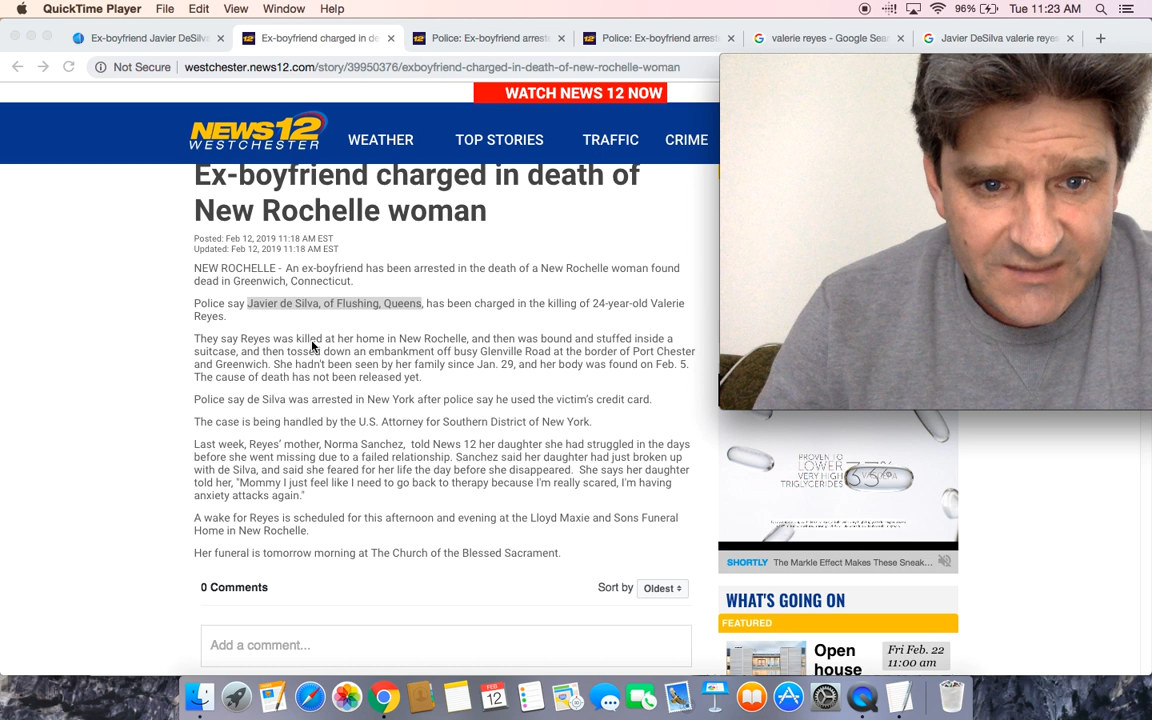 QuickTime Player File Edit View Window Help 96% Tue 11:23 AM
Ex-boyfriend Javier DeSilva Ex-boyfriend charged in de Police: Ex-boyfriend arrest Police: Ex-boyfriend arrest valerie reyes - Google Sear Javier DeSilva valerie reyes
Not Secure westchester.news12.com/story/39950376/exboyfriend-charged-in-death-of-new-rochelle-woman
WATCH NEWS 12 NOW
NEWS 12
WESTCHESTER
WEATHER TOP STORIES TRAFFIC CRIME
Ex-boyfriend charged in death of
New Rochelle woman
Posted: Feb 12, 2019 11:18 AM EST
Updated: Feb 12, 2019 11:18 AM EST
NEW ROCHELLE - An ex-boyfriend has been arrested in the death of a New Rochelle woman found
dead in Greenwich, Connecticut.
Police say Javier de Silva, of Flushing, Queens, has been charged in the killing of 24-year-old Valerie
Reyes.
They say Reyes was killed at her home in New Rochelle, and then was bound and stuffed inside a
suitcase, and then tossed down an embankment off busy Glenville Road at the border of Port Chester
and Greenwich. She hadn't been seen by her family since Jan. 29, and her body was found on Feb. 5.
The cause of death has not been released yet.
Police say de Silva was arrested in New York after police say he used the victim's credit card.
The case is being handled by the U.S. Attorney for Southern District of New York.
Last week, Reyes' mother, Norma Sanchez, told News 12 her daughter she had struggled in the days
before she went missing due to a failed relationship. Sanchez said her daughter had just broken up
with de Silva, and said she feared for her life the day before she disappeared. She says her daughter
told her, "Mommy I just feel like I need to go back to therapy because I'm really scared, I'm having
anxiety attacks again."
A wake for Reyes is scheduled for this afternoon and evening at the Lloyd Maxie and Sons Funeral
Home in New Rochelle.
Her funeral is tomorrow morning at The Church of the Blessed Sacrament.
0 Comments Sort by Oldest
Add a comment...
PROVEN TO
LOWER
VERY HIGH
TRIGLYCERIDES
33%
SHORTLY The Markle Effect Makes These Sneak...
WHAT'S GOING ON
FEATURED
Open
house
Fri Feb. 22
11:00 am
FEB
12